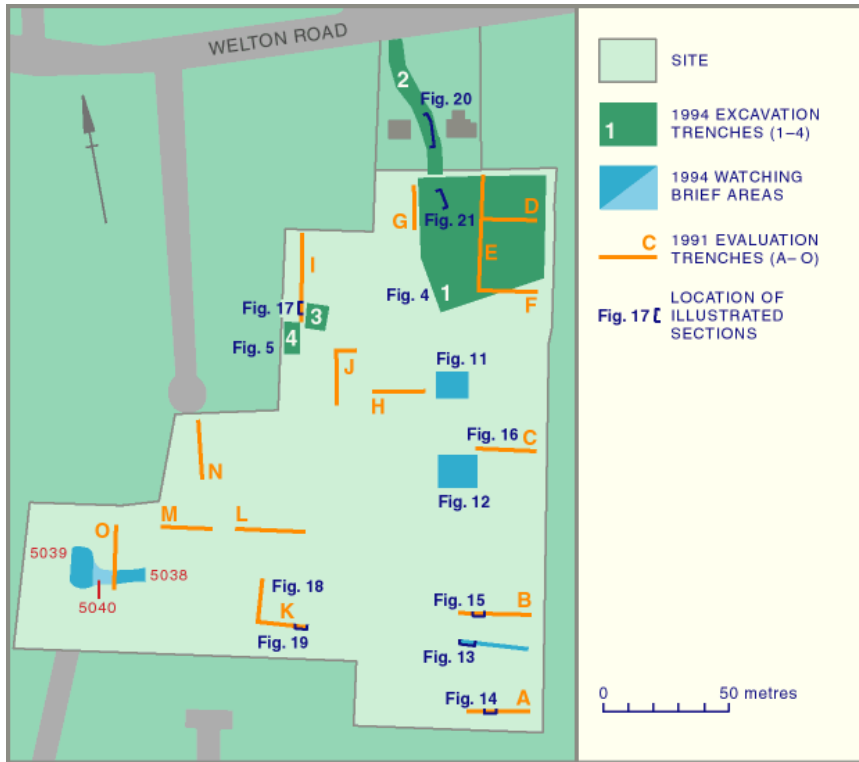 WELTON ROAD
2
Fig. 20
G
Fig. 21
D
E
I
Fig. 4
1
F
Fig. 17
3
4
Fig. 5
J
Fig. 11
H
Fig. 16
C
N
Fig. 12
M
L
O
5039
5038
5040
Fig. 18
K
Fig. 15
B
Fig. 19
Fig. 13
Fig. 14
A
SITE
1
1994 EXCAVATION
TRENCHES (1–4)
1994 WATCHING
BRIEF AREAS
C
1991 EVALUATION
TRENCHES (A–O)
Fig. 17
LOCATION OF
ILLUSTRATED
SECTIONS
0
50 metres